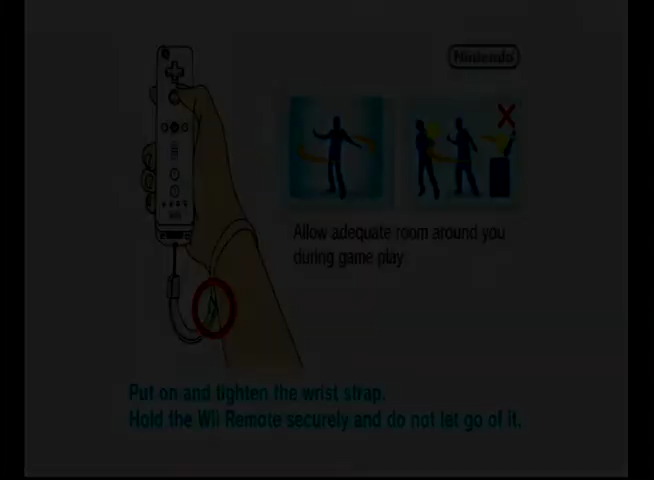 Nintendo
Allow adequate room around you
during game play
Put on and tighten the wrist strap.
Hold the Wii Remote securely and do not let go of it.